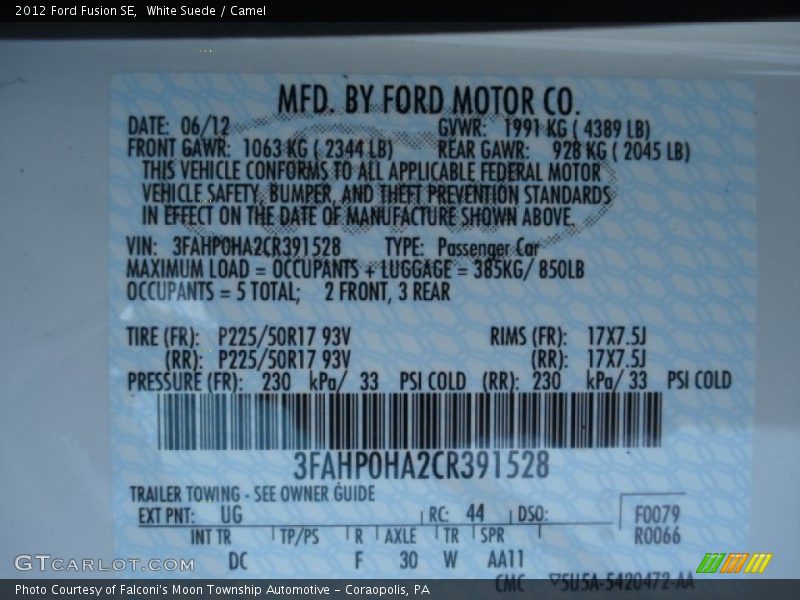 2012 Ford Fusion SE, White Suede / Camel
MFD. BY FORD MOTOR CO.
DATE: 06/12 GVWR: 1991 KG ( 4389 LB)
FRONT GAWR: 1063 KG ( 2344 LB) REAR GAWR: 928 KG ( 2045 LB)
THIS VEHICLE CONFORMS TO ALL APPLICABLE FEDERAL MOTOR
VEHICLE SAFETY, BUMPER, AND THEFT PREVENTION STANDARDS
IN EFFECT ON THE DATE OF MANUFACTURE SHOWN ABOVE.
VIN: 3FAHP0HA2CR391528 TYPE: Passenger Car
MAXIMUM LOAD = OCCUPANTS + LUGGAGE = 385KG/ 850LB
OCCUPANTS = 5 TOTAL; 2 FRONT, 3 REAR
TIRE (FR): P225/50R17 93V RIMS (FR): 17X7.5J
(RR): P225/50R17 93V (RR): 17X7.5J
PRESSURE (FR): 230 kPa/ 33 PSI COLD (RR): 230 kPa/ 33 PSI COLD
3FAHP0HA2CR391528
TRAILER TOWING - SEE OWNER GUIDE
EXT PNT: UG RC: 44 DSO: F0079
R0066
INT TR TP/PS R AXLE TR SPR
DC F 30 W AA11
CMC ▽5U5A-5420472-AA
GTCARLOT.COM
Photo Courtesy of Falconi's Moon Township Automotive - Coraopolis, PA